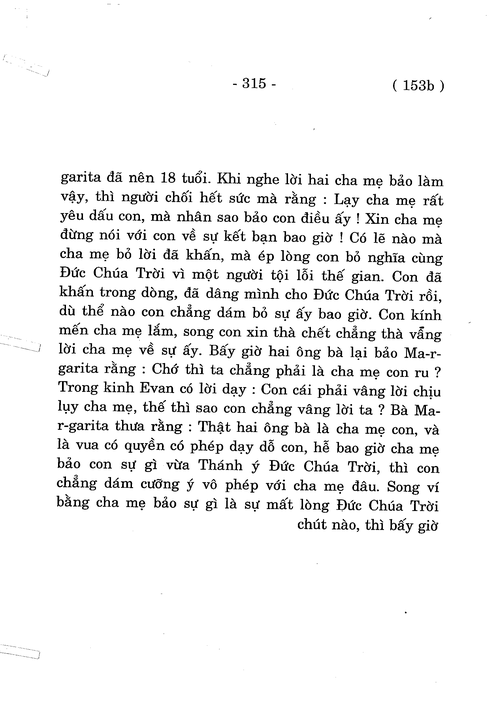 - 315 -
( 153b )
garita đã nên 18 tuổi. Khi nghe lời hai cha mẹ bảo làm
vậy, thì người chối hết sức mà rằng : Lạy cha mẹ rất
yêu dấu con, mà nhân sao bảo con điều ấy ! Xin cha mẹ
đừng nói với con về sự kết bạn bao giờ ! Có lẽ nào mà
cha mẹ bỏ lời đã khấn, mà ép lòng con bỏ nghĩa cùng
Đức Chúa Trời vì một người tội lỗi thế gian. Con đã
khấn trong dòng, đã dâng mình cho Đức Chúa Trời rồi,
dù thể nào con chẳng dám bỏ sự ấy bao giờ. Con kính
mến cha mẹ lắm, song con xin thà chết chẳng thà vẫng
lời cha mẹ về sự ấy. Bấy giờ hai ông bà lại bảo Ma-r-
garita rằng : Chớ thì ta chẳng phải là cha mẹ con ru ?
Trong kinh Evan có lời dạy : Con cái phải vâng lời chịu
lụy cha mẹ, thế thì sao con chẳng vâng lời ta ? Bà Ma-
r-garita thưa rằng : Thật hai ông bà là cha mẹ con, và
là vua có quyền có phép dạy dỗ con, hễ bao giờ cha mẹ
bảo con sự gì vừa Thánh ý Đức Chúa Trời, thì con
chẳng dám cưỡng ý vô phép với cha mẹ đâu. Song ví
bằng cha mẹ bảo sự gì là sự mất lòng Đức Chúa Trời
chút nào, thì bấy giờ